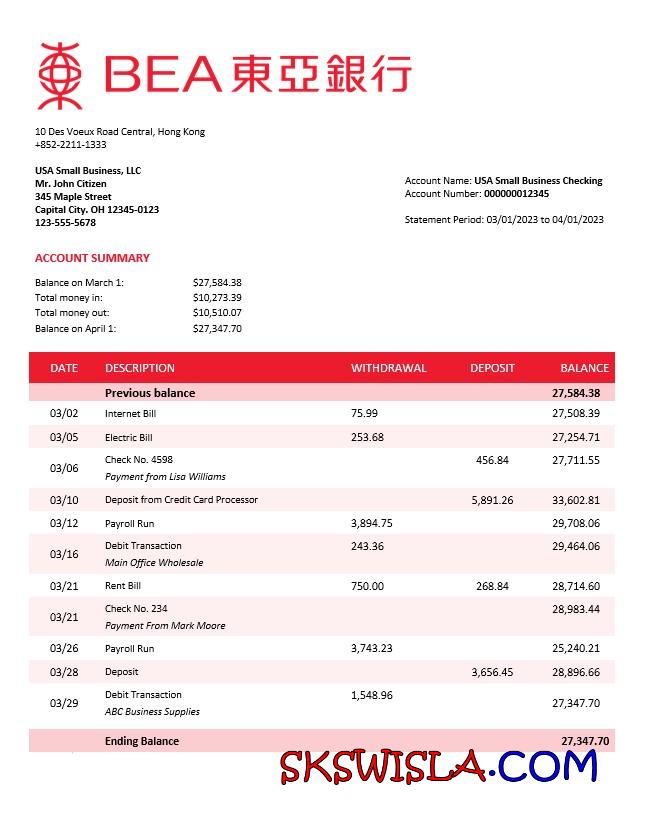 BEA東亞銀行
10 Des Voeux Road Central, Hong Kong
+852-2211-1333
USA Small Business, LLC
Mr. John Citizen
345 Maple Street
Capital City. OH 12345-0123
123-555-5678
Account Name: USA Small Business Checking
Account Number: 000000012345
Statement Period: 03/01/2023 to 04/01/2023
ACCOUNT SUMMARY
Balance on March 1: $27,584.38
Total money in: $10,273.39
Total money out: $10,510.07
Balance on April 1: $27,347.70
DATE DESCRIPTION WITHDRAWAL DEPOSIT BALANCE
Previous balance 27,584.38
03/02 Internet Bill 75.99 27,508.39
03/05 Electric Bill 253.68 27,254.71
03/06 Check No. 4598 456.84 27,711.55
Payment from Lisa Williams
03/10 Deposit from Credit Card Processor 5,891.26 33,602.81
03/12 Payroll Run 3,894.75 29,708.06
03/16 Debit Transaction 243.36 29,464.06
Main Office Wholesale
03/21 Rent Bill 750.00 268.84 28,714.60
03/21 Check No. 234 28,983.44
Payment From Mark Moore
03/26 Payroll Run 3,743.23 25,240.21
03/28 Deposit 3,656.45 28,896.66
03/29 Debit Transaction 1,548.96 27,347.70
ABC Business Supplies
Ending Balance 27,347.70
SKSWISLA.COM